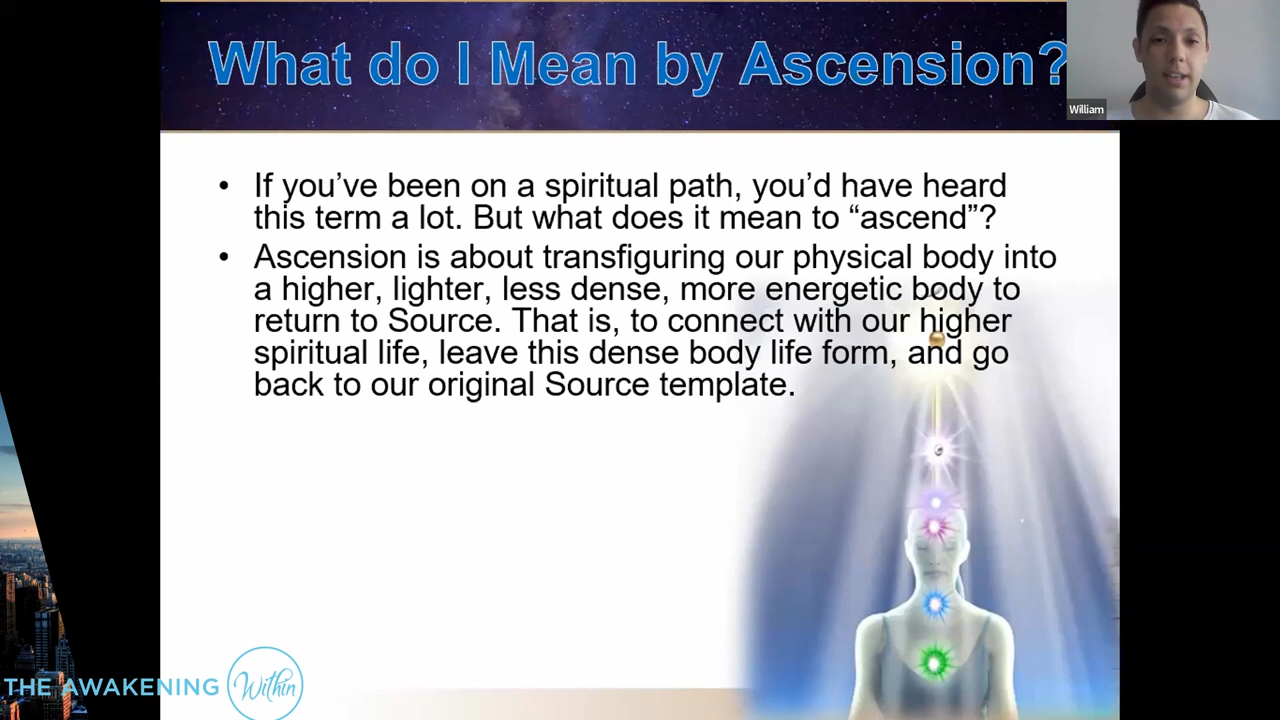 What do I Mean by Ascension?
William
• If you’ve been on a spiritual path, you’d have heard
this term a lot. But what does it mean to “ascend”?
• Ascension is about transfiguring our physical body into
a higher, lighter, less dense, more energetic body to
return to Source. That is, to connect with our higher
spiritual life, leave this dense body life form, and go
back to our original Source template.
THE AWAKENING Within